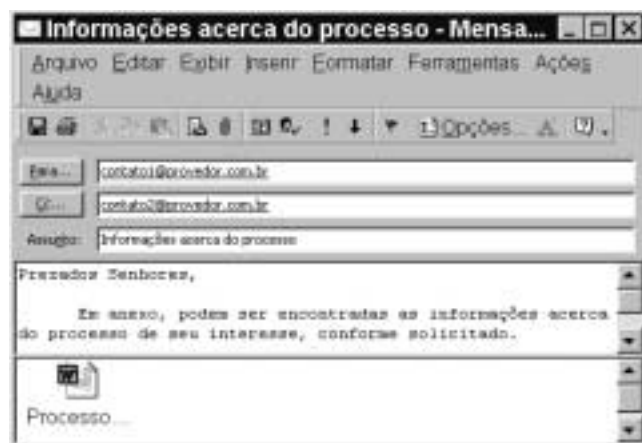 Informações acerca do processo - Mensa...
Arquivo Editar Exibir Inserir Formatar Ferramentas Ações
Ajuda
Opções...
Para...
contato1@provedor.com.br
Cc...
contato2@provedor.com.br
Assunto:
Informações acerca do processo
Prezados Senhores,
Em anexo, podem ser encontradas as informações acerca
do processo de seu interesse, conforme solicitado.
Processo...